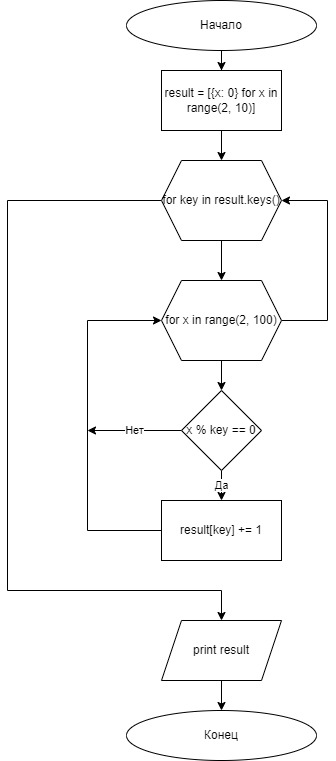 Начало
result = [{x: 0} for x in
range(2, 10)]
for key in result.keys()
for x in range(2, 100)
x % key == 0
Нет
Да
result[key] += 1
print result
Конец